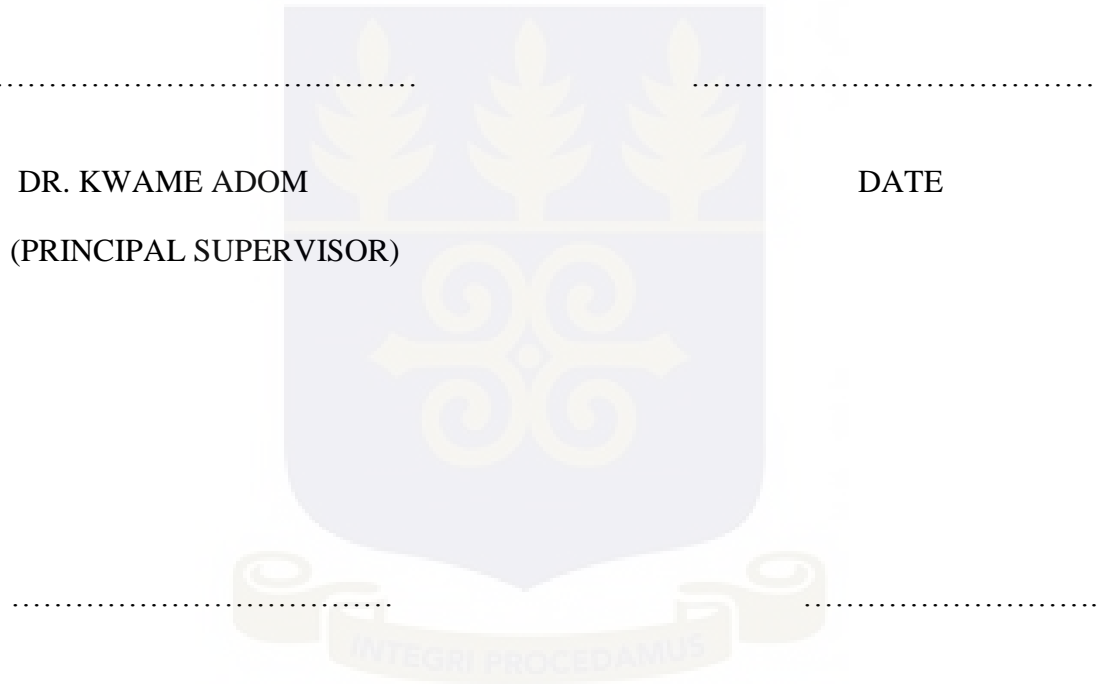 ……………………………………… …………………………………
DR. KWAME ADOM DATE
(PRINCIPAL SUPERVISOR)
……………………………… ………………………….
INTEGRI PROCEDAMUS